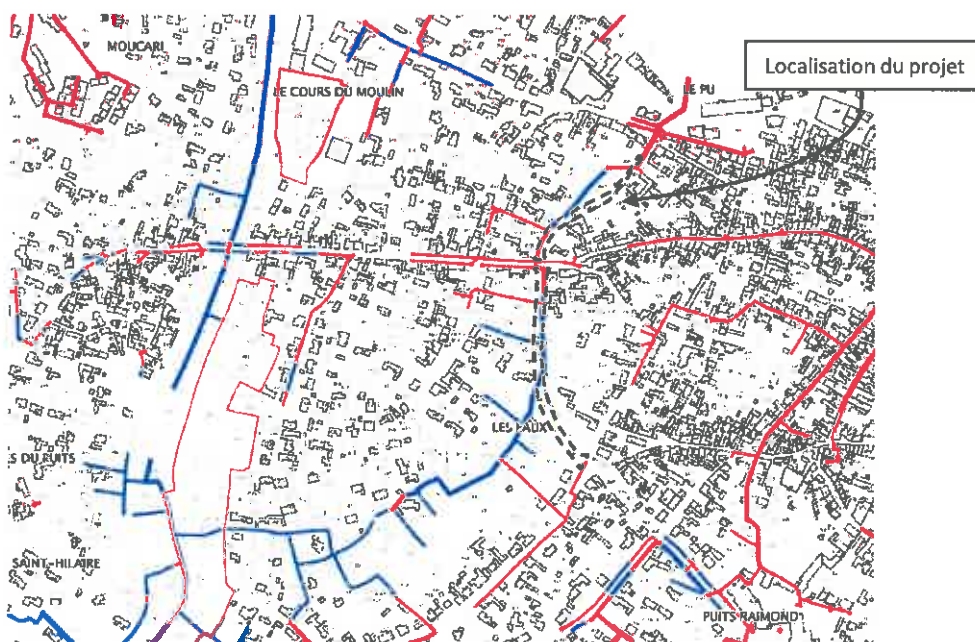 MOUCARI
LE COURS DU MOULIN
Localisation du projet
LE PU
LES FAUX
S DU PUITS
SAINT-HILAIRE
PUITS RAIMOND